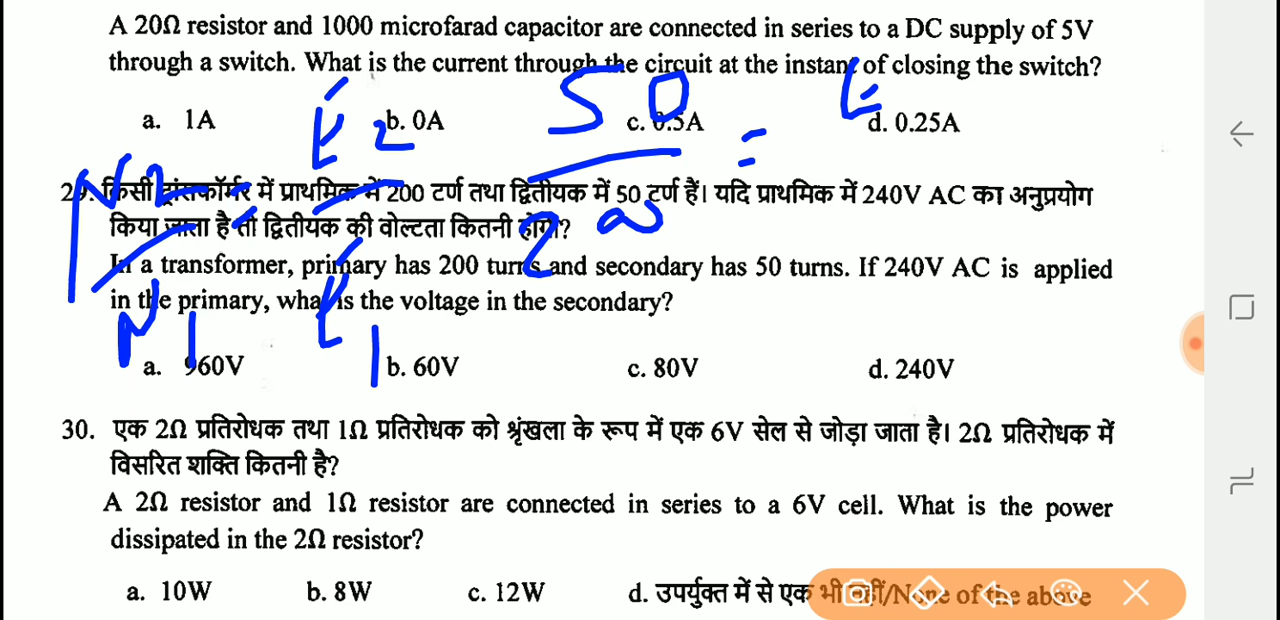 A 20Ω resistor and 1000 microfarad capacitor are connected in series to a DC supply of 5V
through a switch. What is the current through the circuit at the instant of closing the switch?
a. 1A b. 0A c. 0.5A d. 0.25A
29. किसी ट्रांसफॉर्मर में प्राथमिक में 200 टर्ण तथा द्वितीयक में 50 टर्ण हैं। यदि प्राथमिक में 240V AC का अनुप्रयोग
किया जाता है तो द्वितीयक की वोल्टता कितनी होगी?
In a transformer, primary has 200 turns and secondary has 50 turns. If 240V AC is applied
in the primary, what is the voltage in the secondary?
a. 960V b. 60V c. 80V d. 240V
30. एक 2Ω प्रतिरोधक तथा 1Ω प्रतिरोधक को श्रृंखला के रूप में एक 6V सेल से जोड़ा जाता है। 2Ω प्रतिरोधक में
विसरित शक्ति कितनी है?
A 2Ω resistor and 1Ω resistor are connected in series to a 6V cell. What is the power
dissipated in the 2Ω resistor?
a. 10W b. 8W c. 12W d. उपर्युक्त में से एक भी नहीं/None of the above
N2 = E2 50 = E
N1 E1 200